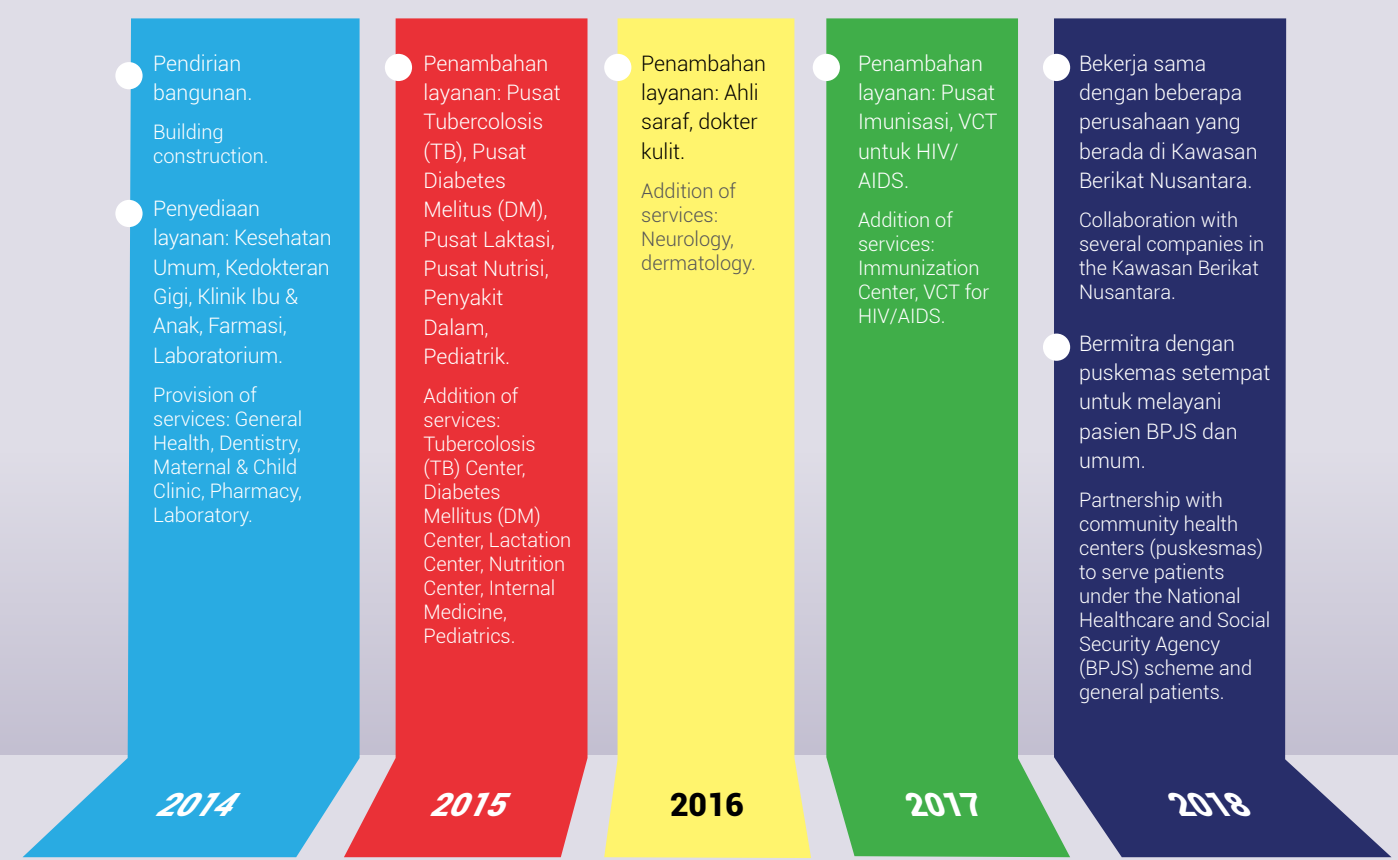 Pendirian
bangunan.
Building
construction.
Penyediaan
layanan: Kesehatan
Umum, Kedokteran
Gigi, Klinik Ibu &
Anak, Farmasi,
Laboratorium.
Provision of
services: General
Health, Dentistry,
Maternal & Child
Clinic, Pharmacy,
Laboratory.
2014
Penambahan
layanan: Pusat
Tubercolosis
(TB), Pusat
Diabetes
Melitus (DM),
Pusat Laktasi,
Pusat Nutrisi,
Penyakit
Dalam,
Pediatrik.
Addition of
services:
Tubercolosis
(TB) Center,
Diabetes
Mellitus (DM)
Center, Lactation
Center, Nutrition
Center, Internal
Medicine,
Pediatrics.
2015
Penambahan
layanan: Ahli
saraf, dokter
kulit.
Addition of
services:
Neurology,
dermatology.
2016
Penambahan
layanan: Pusat
Imunisasi, VCT
untuk HIV/
AIDS.
Addition of
services:
Immunization
Center, VCT for
HIV/AIDS.
2017
Bekerja sama
dengan beberapa
perusahaan yang
berada di Kawasan
Berikat Nusantara.
Collaboration with
several companies in
the Kawasan Berikat
Nusantara.
Bermitra dengan
puskemas setempat
untuk melayani
pasien BPJS dan
umum.
Partnership with
community health
centers (puskesmas)
to serve patients
under the National
Healthcare and Social
Security Agency
(BPJS) scheme and
general patients.
2018